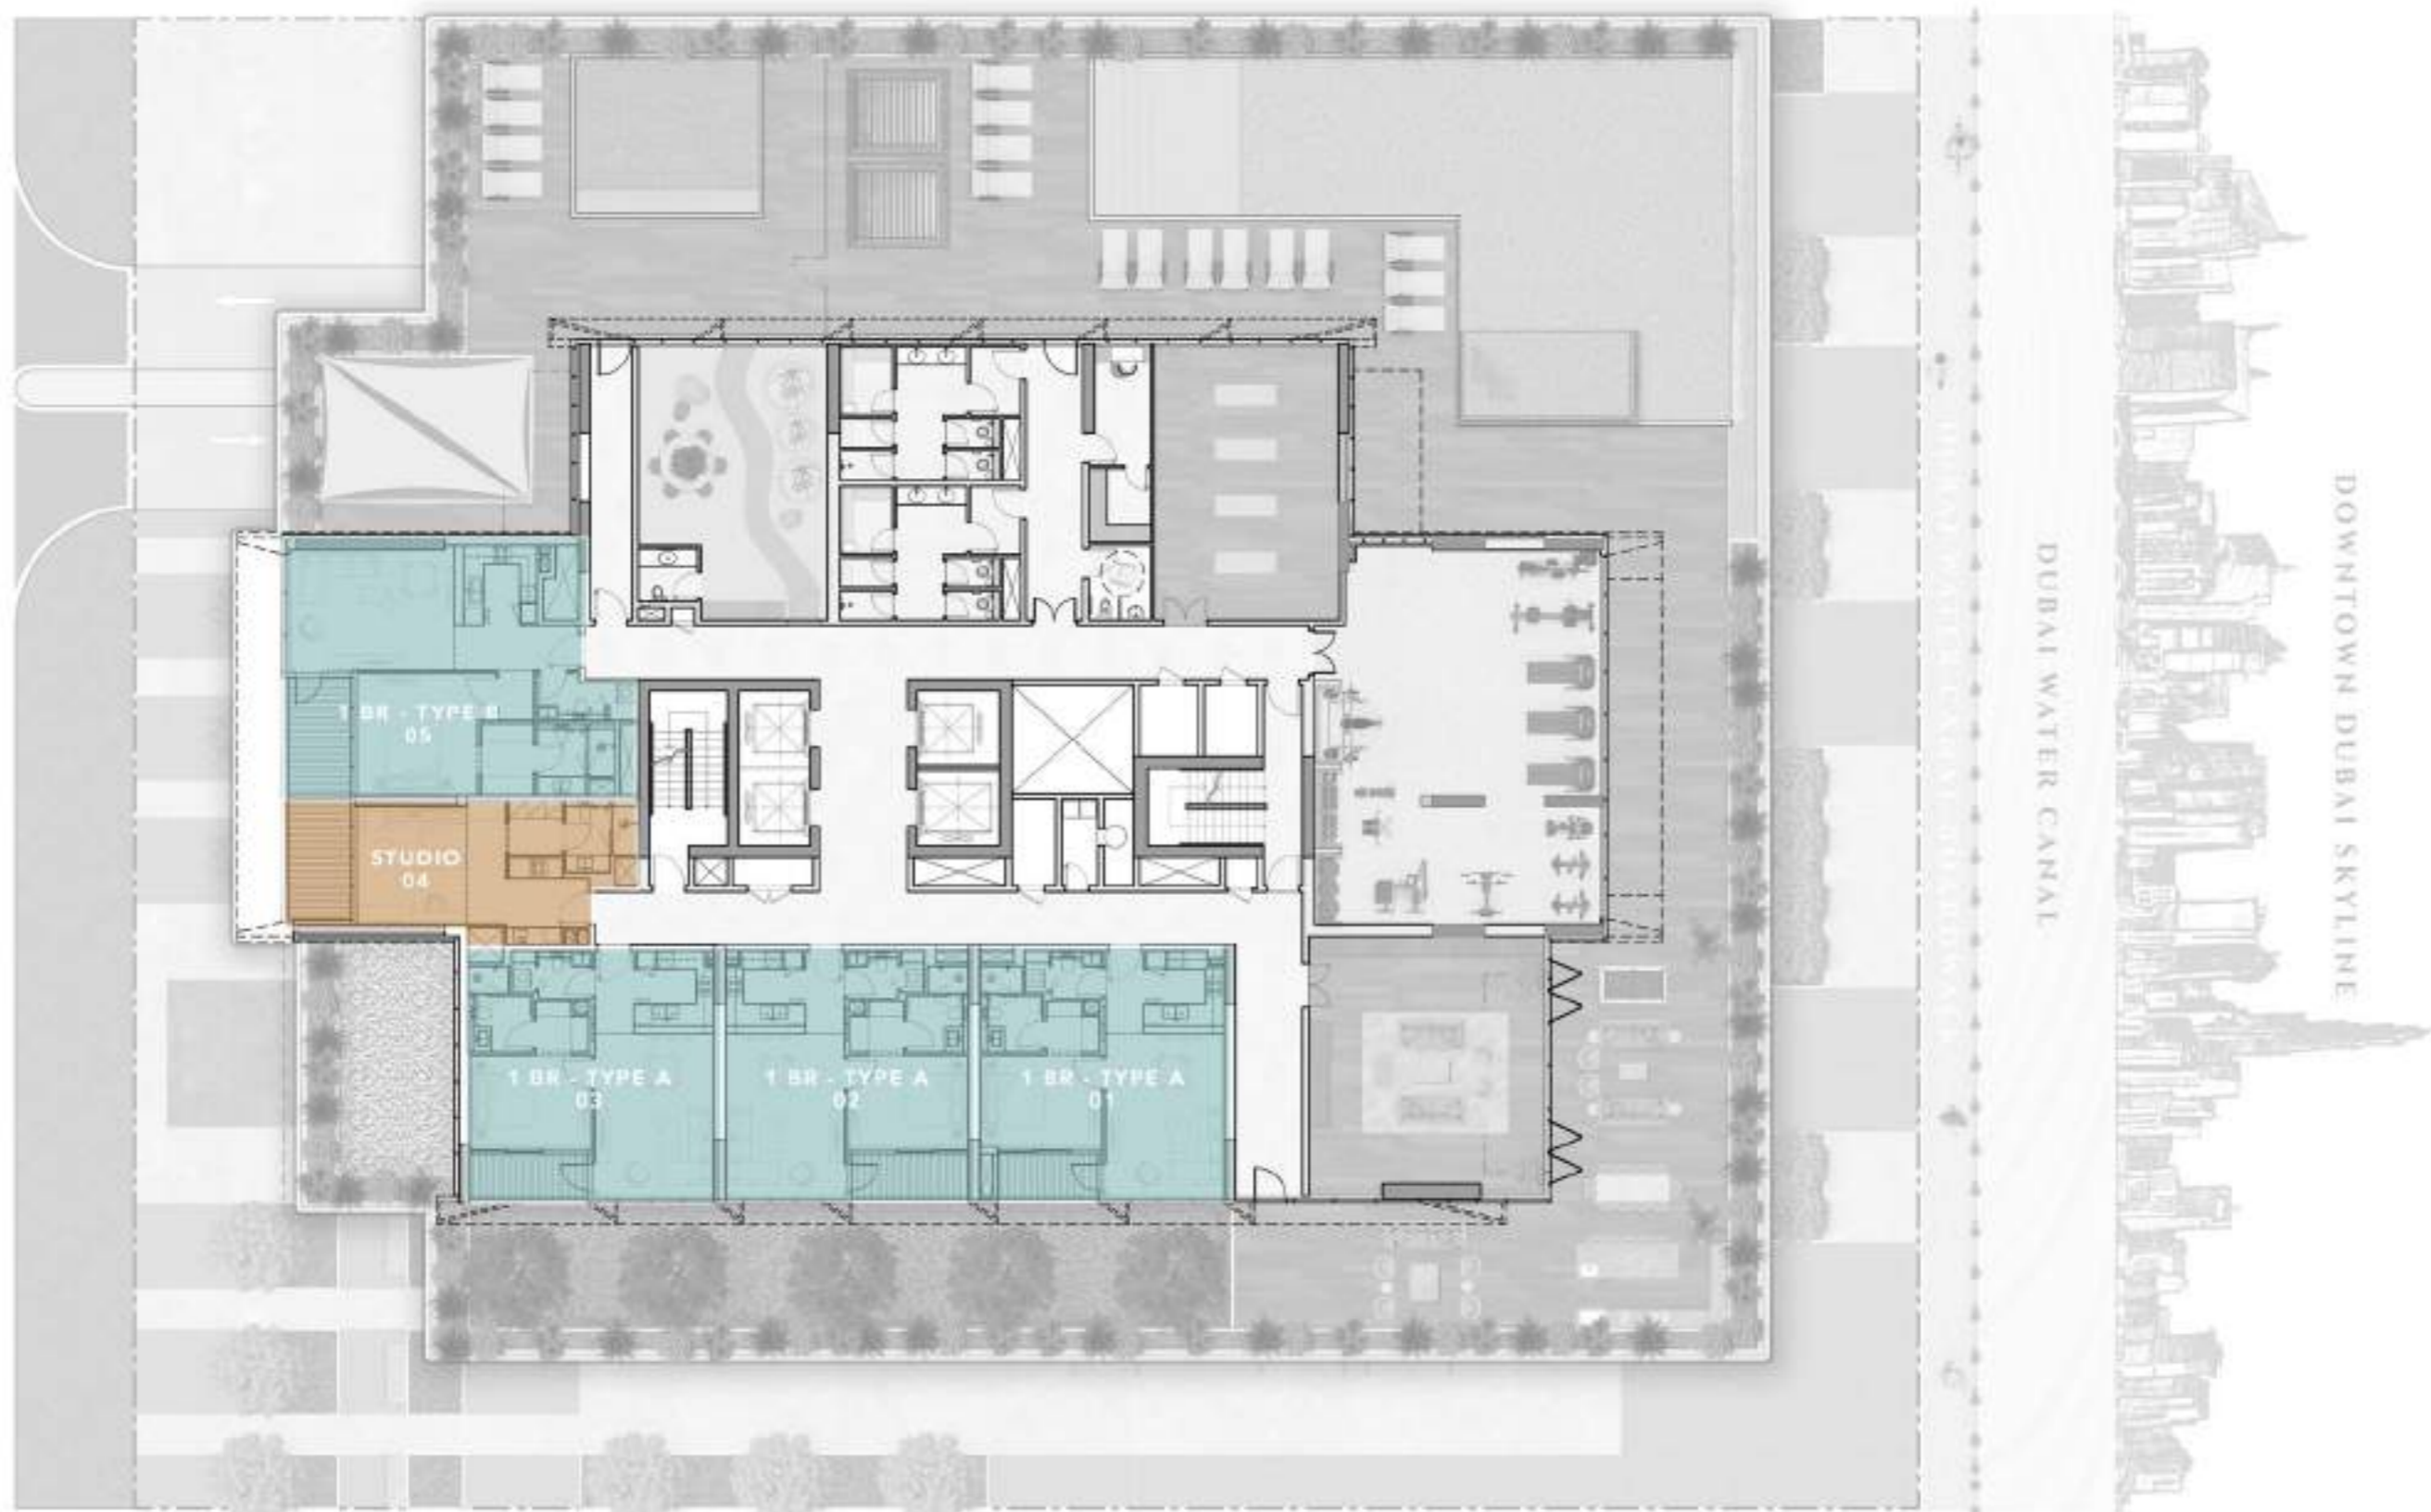 1 BR - TYPE B
05
STUDIO
04
1 BR - TYPE A
03
1 BR - TYPE A
02
1 BR - TYPE A
01
DUBAI WATER CANAL
DOWNTOWN DUBAI SKYLINE